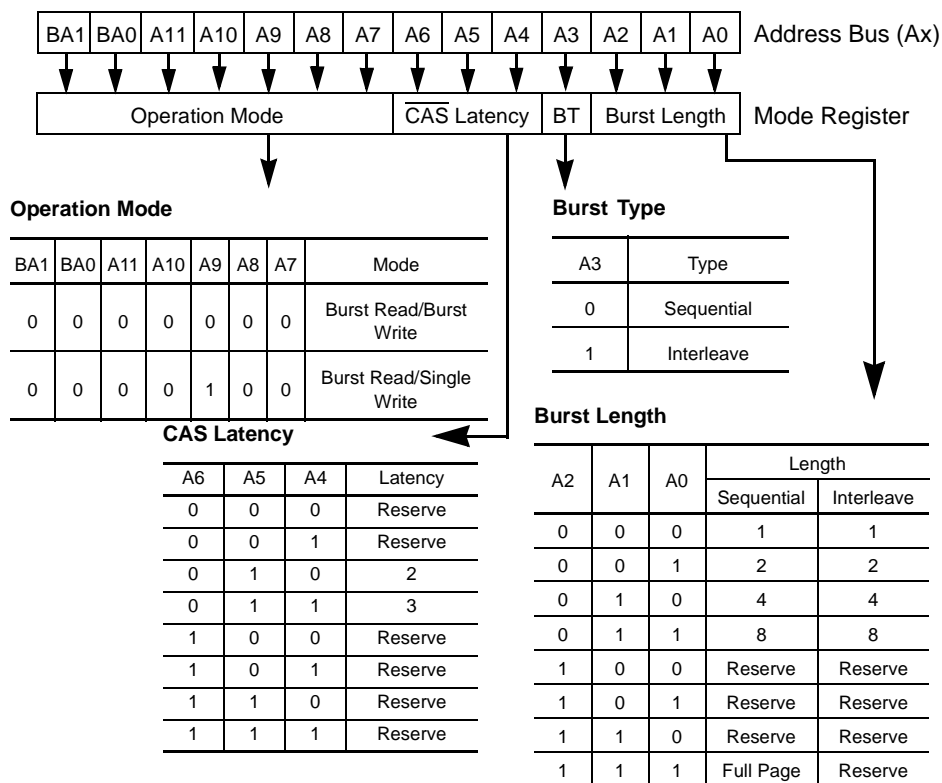 BA1 BA0 A11 A10 A9 A8 A7 A6 A5 A4 A3 A2 A1 A0 Address Bus (Ax)
Operation Mode CAS Latency BT Burst Length Mode Register
Operation Mode
BA1 BA0 A11 A10 A9 A8 A7 Mode
0 0 0 0 0 0 0 Burst Read/Burst
Write
0 0 0 0 1 0 0 Burst Read/Single
Write
Burst Type
A3 Type
0 Sequential
1 Interleave
CAS Latency
A6 A5 A4 Latency
0 0 0 Reserve
0 0 1 Reserve
0 1 0 2
0 1 1 3
1 0 0 Reserve
1 0 1 Reserve
1 1 0 Reserve
1 1 1 Reserve
Burst Length
A2 A1 A0 Length
Sequential Interleave
0 0 0 1 1
0 0 1 2 2
0 1 0 4 4
0 1 1 8 8
1 0 0 Reserve Reserve
1 0 1 Reserve Reserve
1 1 0 Reserve Reserve
1 1 1 Full Page Reserve